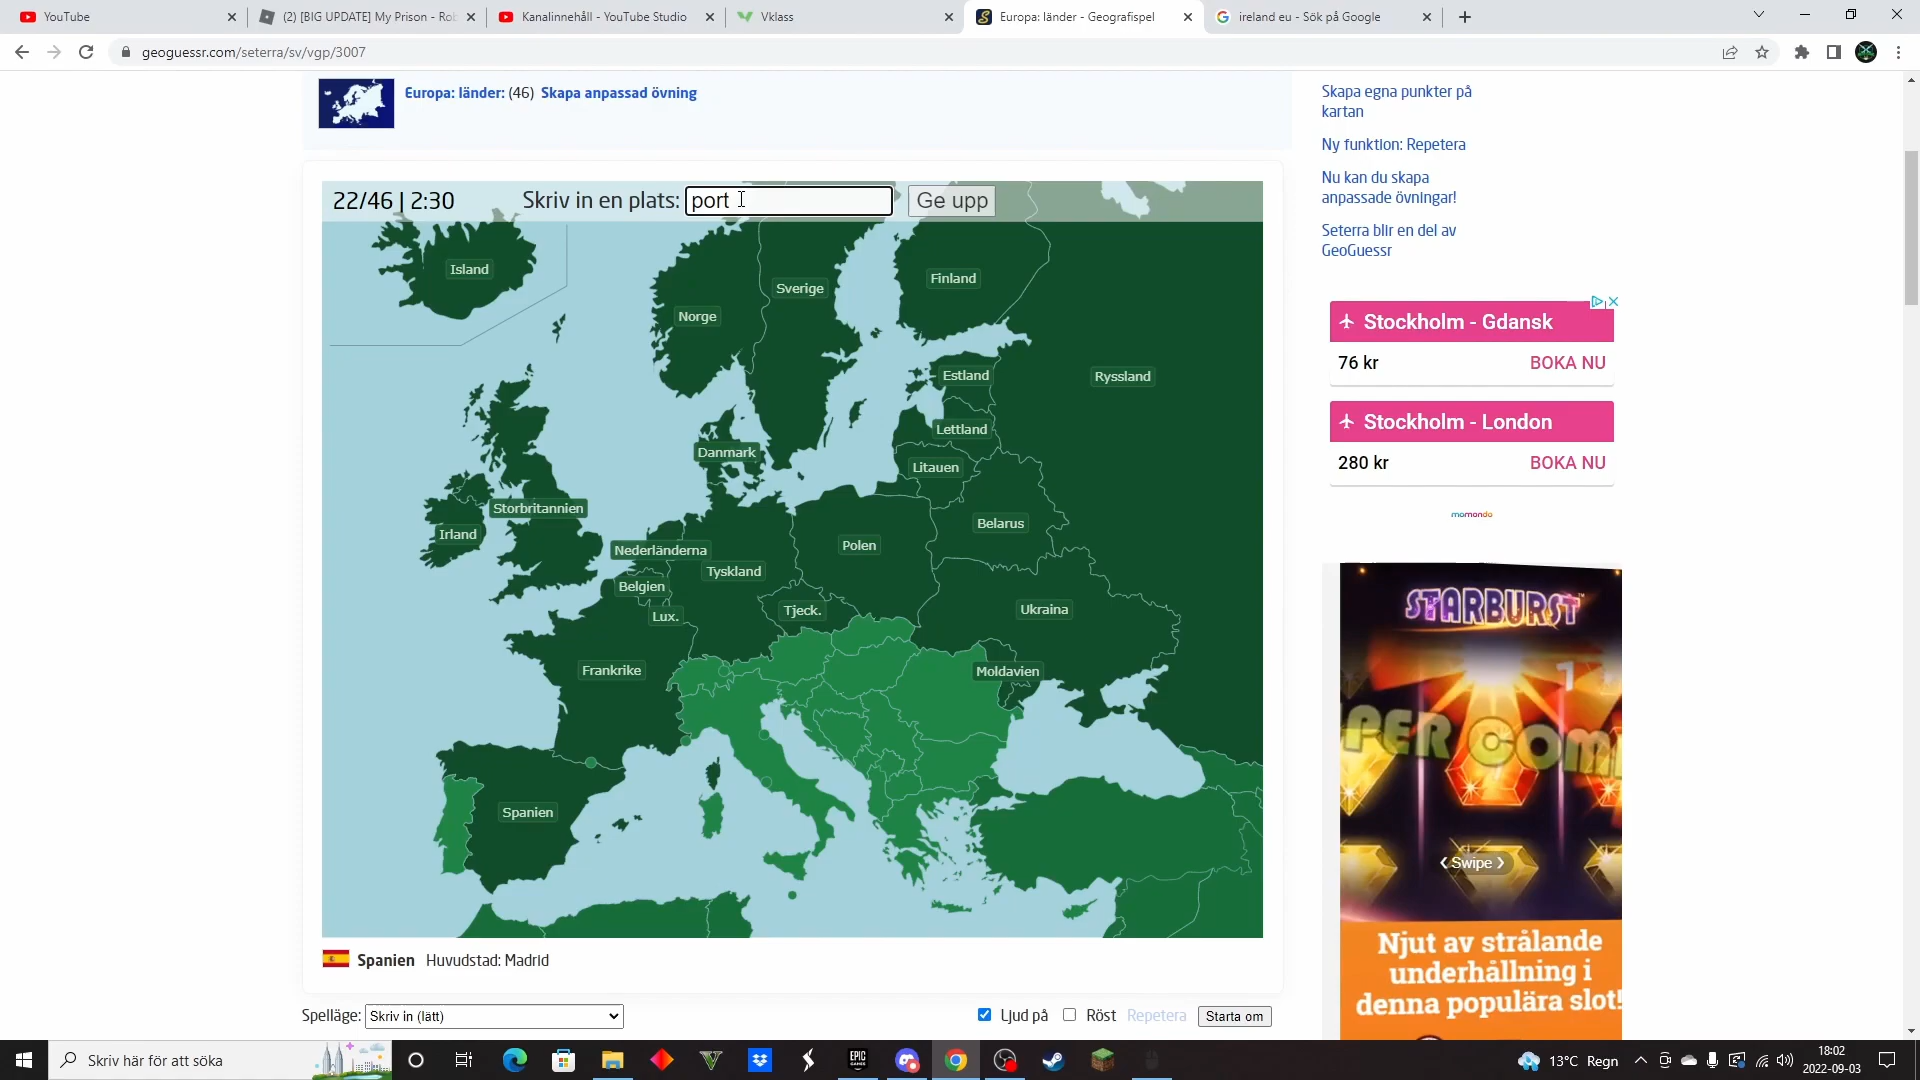 YouTube
(2) [BIG UPDATE] My Prison - Rob
Kanalinnehåll - YouTube Studio
Vklass
Europa: länder - Geografispel
ireland eu - Sök på Google
geoguessr.com/seterra/sv/vgp/3007
Europa: länder: (46) Skapa anpassad övning
22/46 | 2:30
Skriv in en plats: port
Ge upp
Island
Norge
Sverige
Finland
Estland
Ryssland
Lettland
Danmark
Litauen
Storbritannien
Belarus
Irland
Nederländerna
Polen
Tyskland
Belgien
Tjeck.
Ukraina
Lux.
Frankrike
Moldavien
Spanien
Spanien Huvudstad: Madrid
Spelläge: Skriv in (lätt)
Ljud på
Röst
Repetera
Starta om
Skapa egna punkter på
kartan
Ny funktion: Repetera
Nu kan du skapa
anpassade övningar!
Seterra blir en del av
GeoGuessr
Stockholm - Gdansk
76 kr BOKA NU
Stockholm - London
280 kr BOKA NU
momondo
STARBURST
PER COM
Swipe
Njut av strålande
underhållning i
denna populära slot!
Skriv här för att söka
EPIC
GAMES
13°C Regn
18:02
2022-09-03